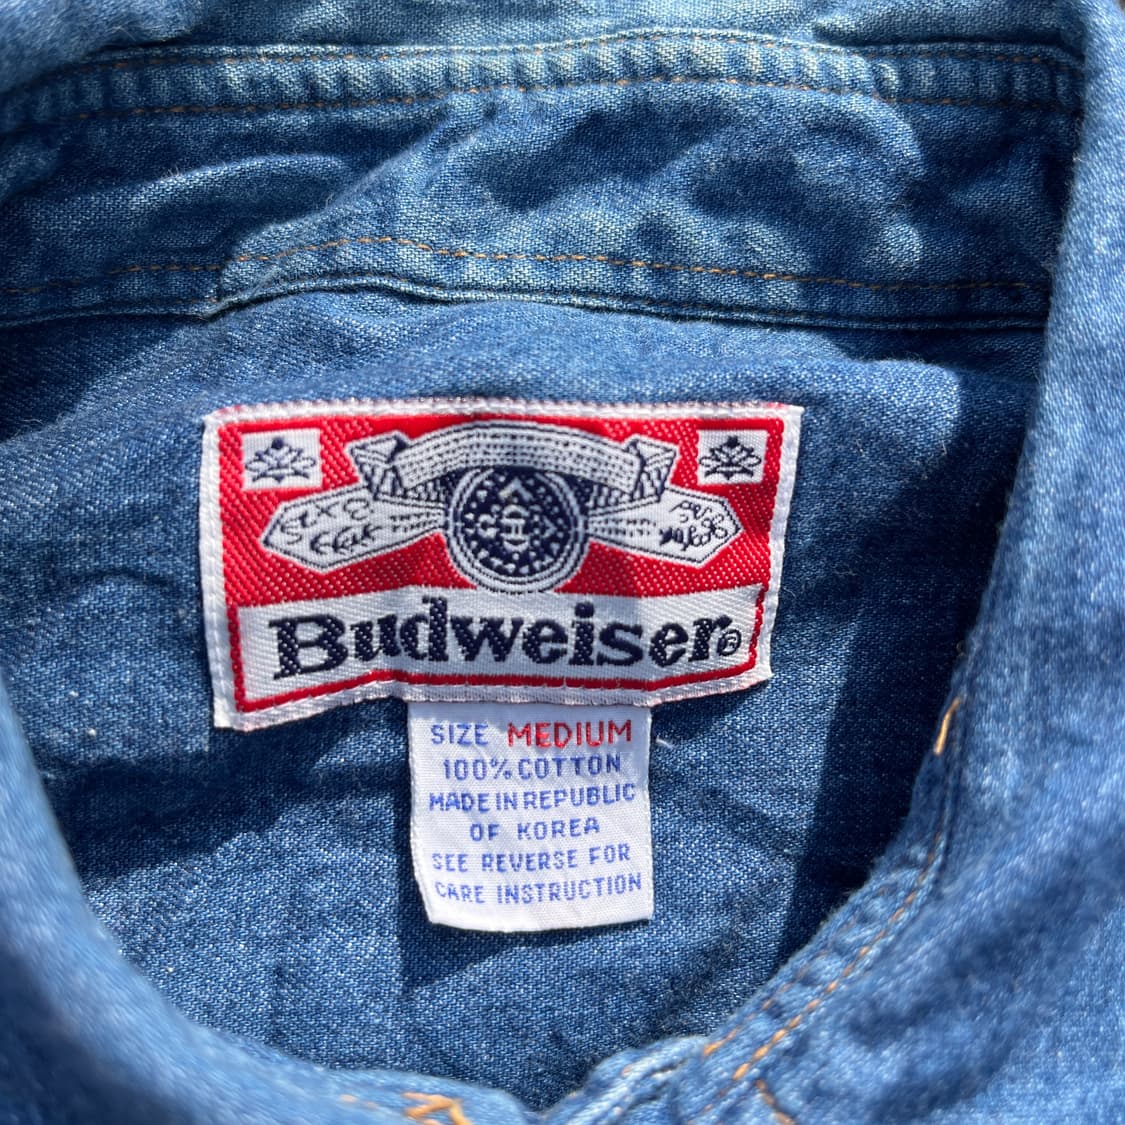 Budweiser®
SIZE MEDIUM
100% COTTON
MADE IN REPUBLIC
OF KOREA
SEE REVERSE FOR
CARE INSTRUCTION